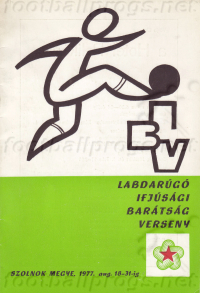 footballprogs.net
IBV
LABDARÚGÓ
IFJÚSÁGI
BARÁTSÁG
VERSENY
SZOLNOK MEGYE, 1977. aug. 18-31-ig